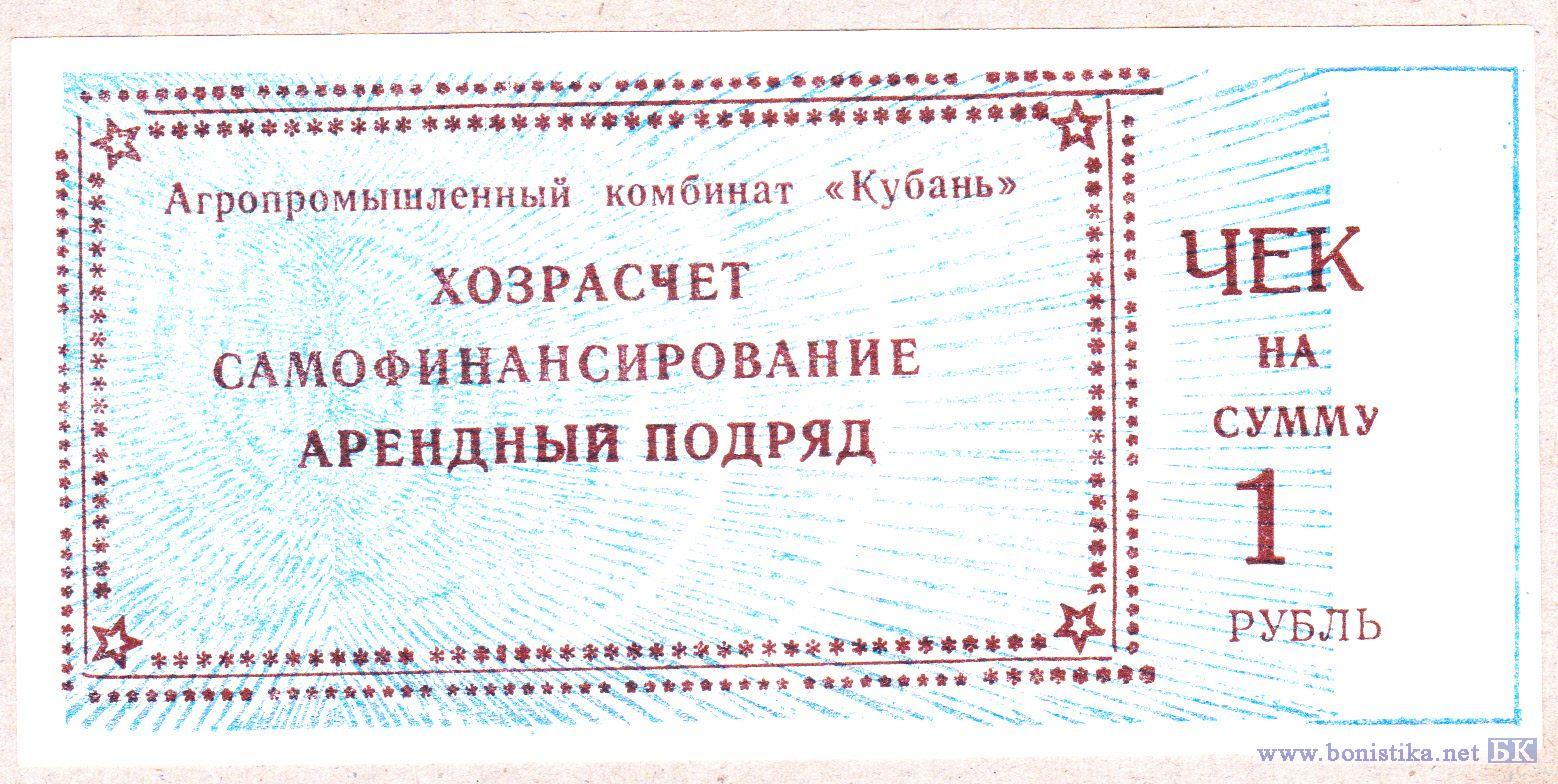 Агропромышленный комбинат «Кубань»
ХОЗРАСЧЕТ
САМОФИНАНСИРОВАНИЕ
АРЕНДНЫЙ ПОДРЯД
ЧЕК
НА
СУММУ
1
РУБЛЬ
www.bonistika.net БК